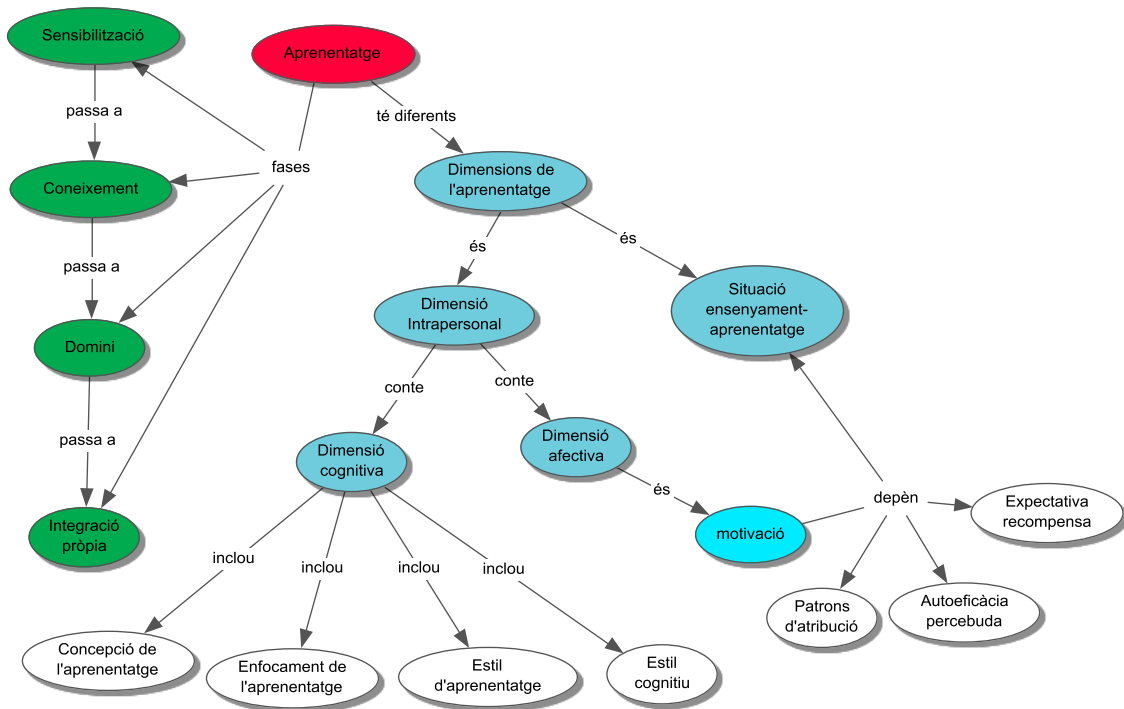 Sensibilització
Aprenentatge
passa a
té diferents
fases
Dimensions de
l'aprenentatge
Coneixement
és
és
passa a
Dimensió
Intrapersonal
Situació
ensenyament-
aprenentatge
Domini
conte
conte
passa a
Dimensió
cognitiva
Dimensió
afectiva
és
depèn
Expectativa
recompensa
Integració
pròpia
motivació
inclou
inclou
inclou
inclou
Patrons
d'atribució
Autoeficàcia
percebuda
Concepció de
l'aprenentatge
Enfocament de
l'aprenentatge
Estil
d'aprenentatge
Estil
cognitiu